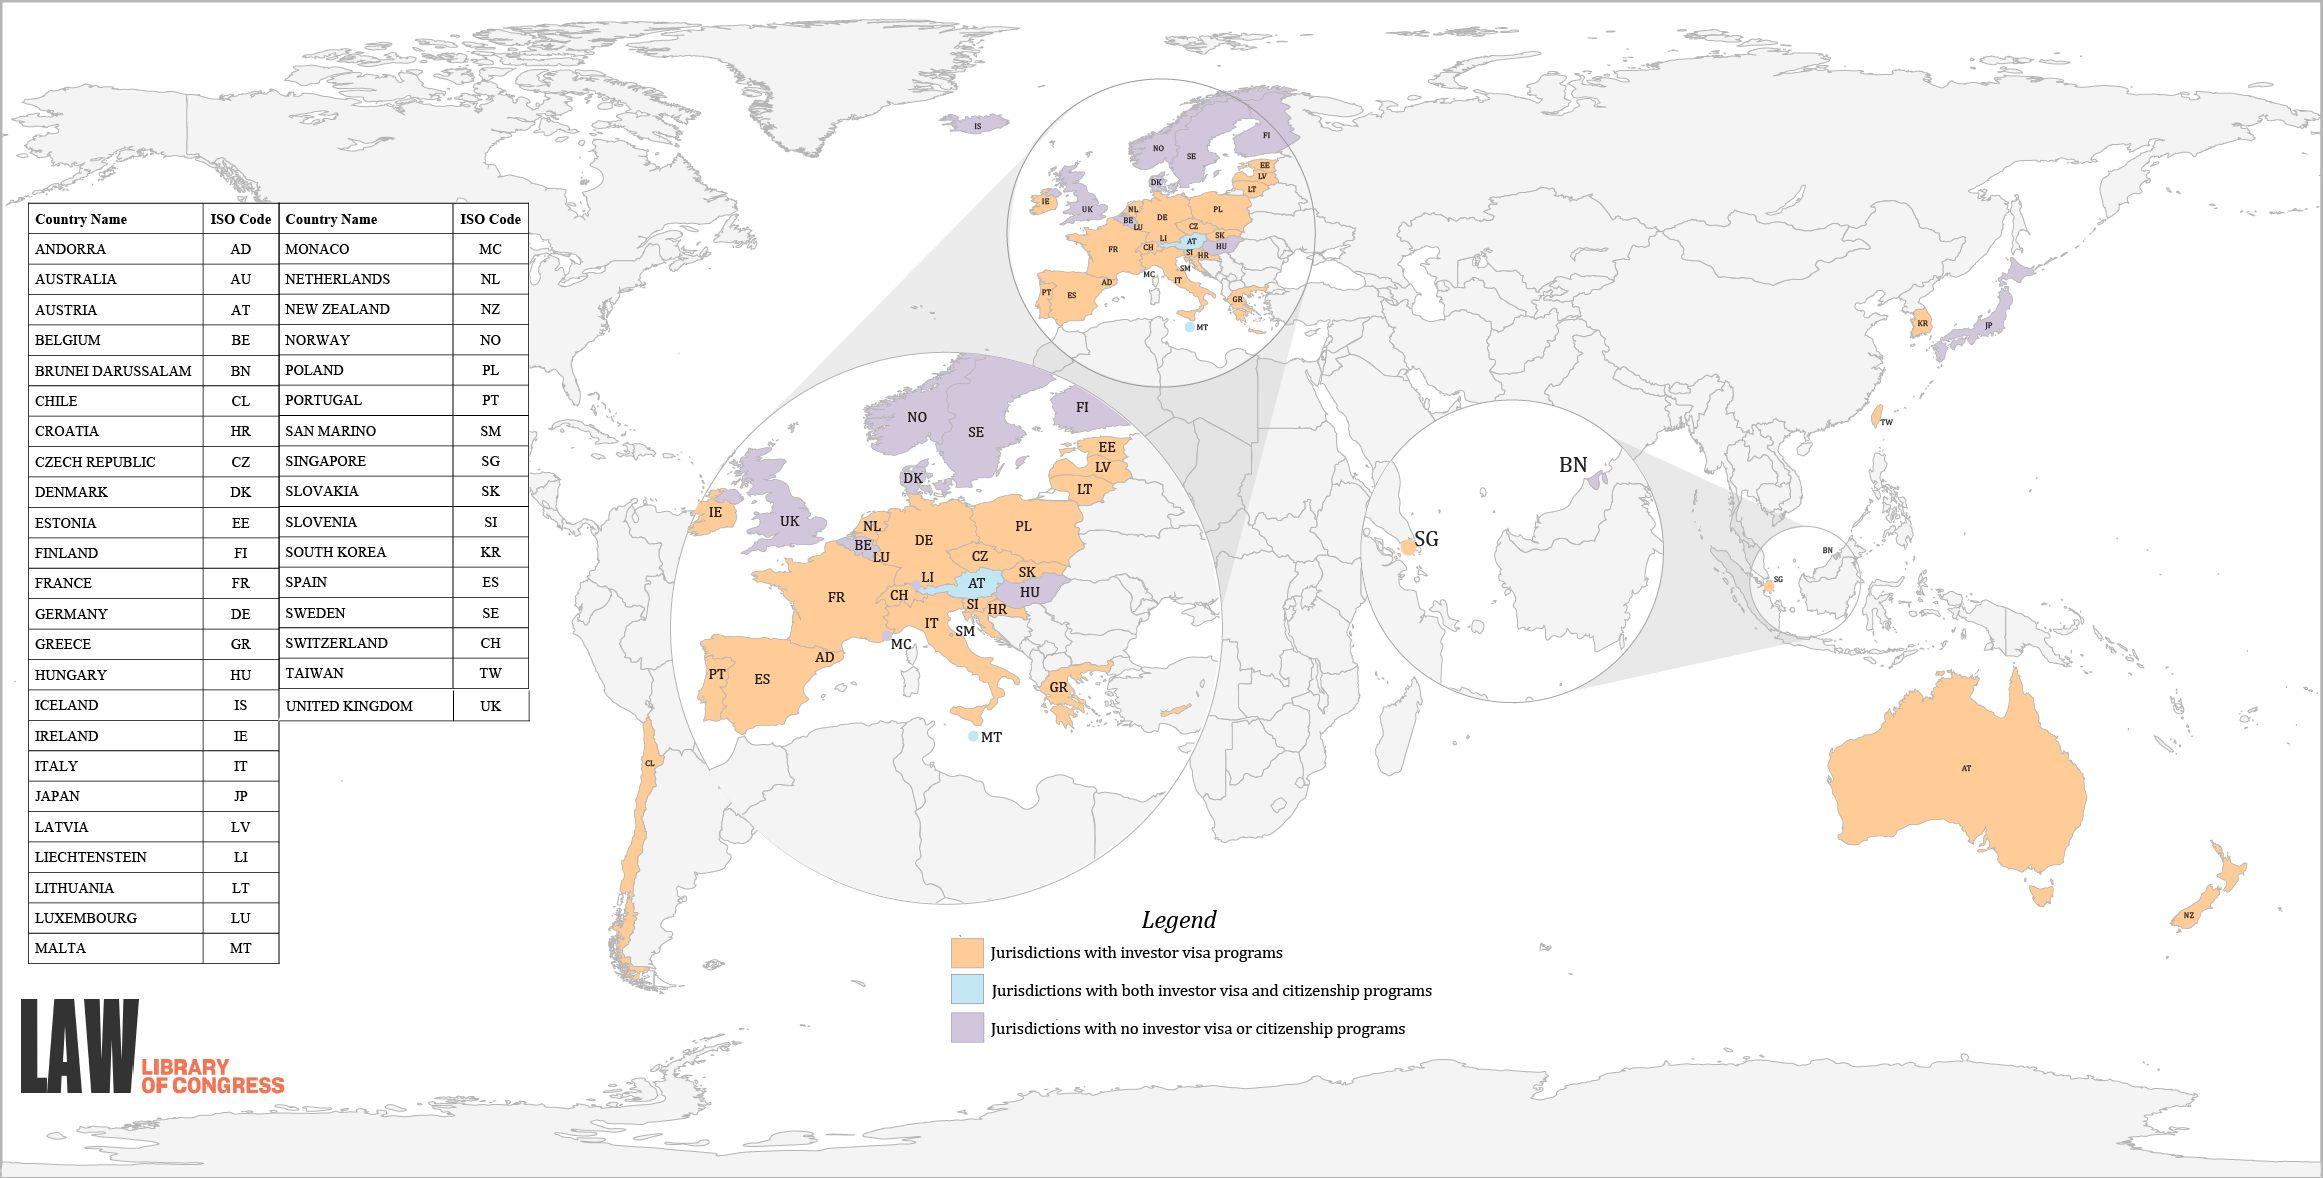 Country Name ISO Code Country Name ISO Code
ANDORRA AD MONACO MC
AUSTRALIA AU NETHERLANDS NL
AUSTRIA AT NEW ZEALAND NZ
BELGIUM BE NORWAY NO
BRUNEI DARUSSALAM BN POLAND PL
CHILE CL PORTUGAL PT
CROATIA HR SAN MARINO SM
CZECH REPUBLIC CZ SINGAPORE SG
DENMARK DK SLOVAKIA SK
ESTONIA EE SLOVENIA SI
FINLAND FI SOUTH KOREA KR
FRANCE FR SPAIN ES
GERMANY DE SWEDEN SE
GREECE GR SWITZERLAND CH
HUNGARY HU TAIWAN TW
ICELAND IS UNITED KINGDOM UK
IRELAND IE
ITALY IT
JAPAN JP
LATVIA LV
LIECHTENSTEIN LI
LITHUANIA LT
LUXEMBOURG LU
MALTA MT
IS
FI
NO
SE
EE
LV
DK
LT
IE
UK
NL
PL
DE
BE
LU
CZ
SK
LI
AT
HU
CH
FR
SI
HR
SM
MC
IT
AD
PT
ES
GR
MT
NO
FI
SE
EE
LV
DK
LT
IE
UK
NL
PL
DE
BE
LU
CZ
SK
LI
AT
HU
CH
FR
SI
HR
IT
SM
MC
AD
PT
ES
GR
MT
KR
JP
TW
BN
SG
BN
SG
CL
AT
NZ
Legend
Jurisdictions with investor visa programs
Jurisdictions with both investor visa and citizenship programs
Jurisdictions with no investor visa or citizenship programs
LAW
LIBRARY
OF CONGRESS